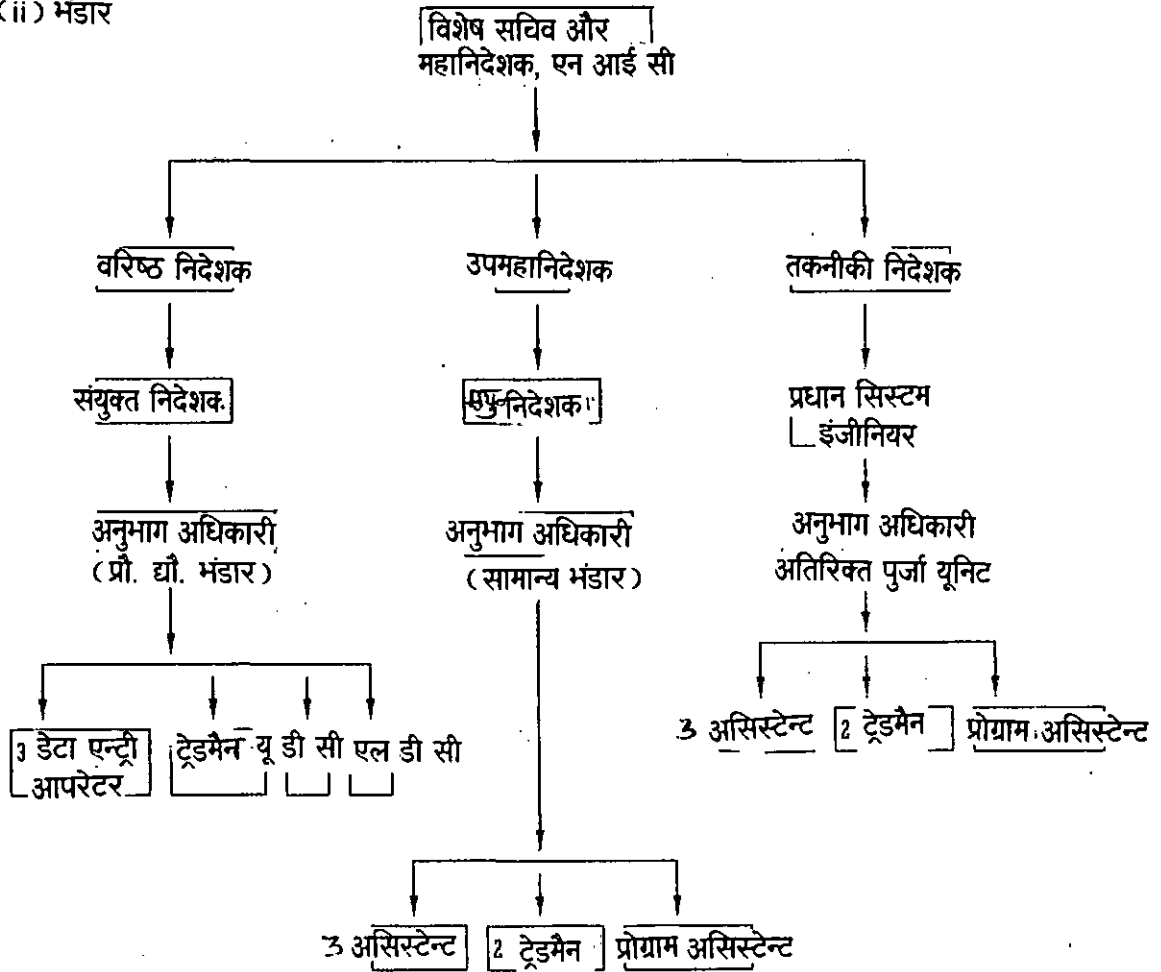 (ii) भंडार
विशेष सचिव और
महानिदेशक, एन आई सी
वरिष्ठ निदेशक उपमहानिदेशक तकनीकी निदेशक
संयुक्त निदेशक निदेशक प्रधान सिस्टम
इंजीनियर
अनुभाग अधिकारी अनुभाग अधिकारी अनुभाग अधिकारी
(प्रौ. द्यौ. भंडार) (सामान्य भंडार) अतिरिक्त पुर्जा यूनिट
3 असिस्टेन्ट 2 ट्रेडमैन प्रोग्राम असिस्टेन्ट
3 डेटा एन्ट्री ट्रेडमैन यू डी सी एल डी सी
आपरेटर
3 असिस्टेन्ट 2 ट्रेडमैन प्रोग्राम असिस्टेन्ट